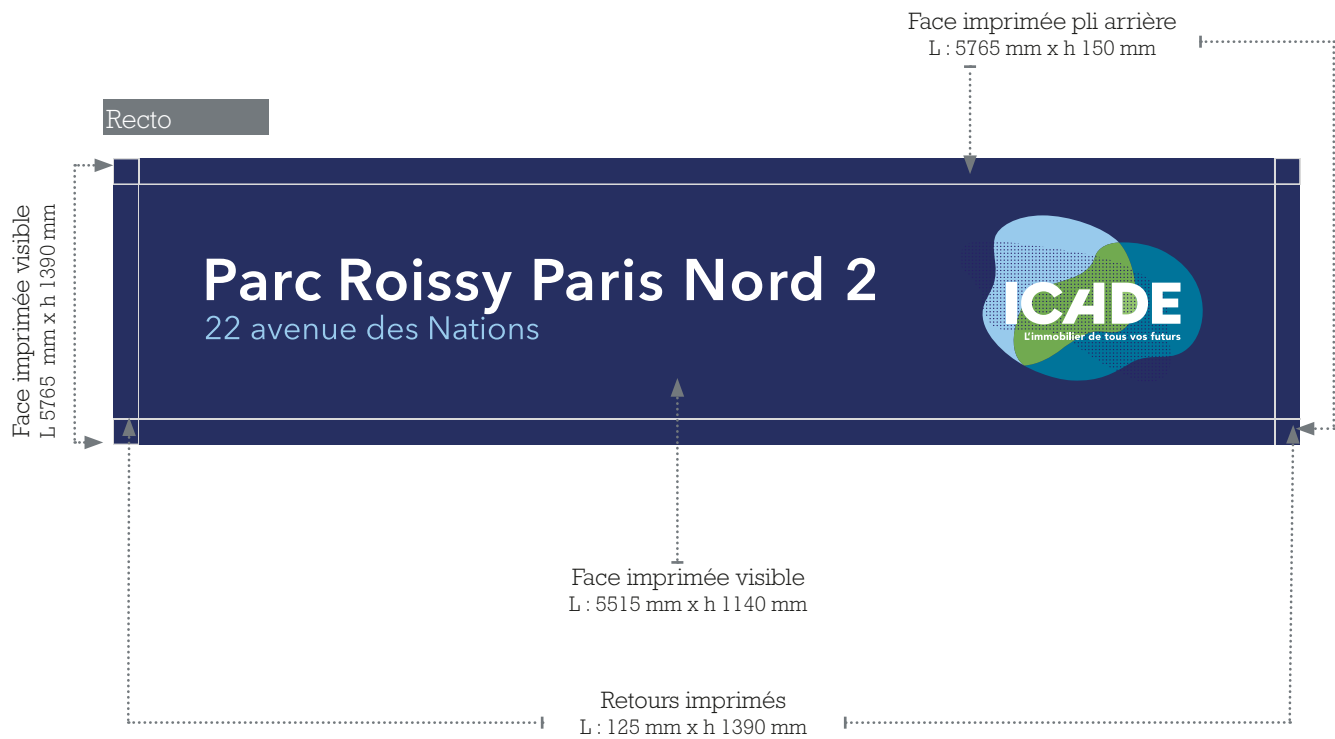 Face imprimée pli arrière
L : 5765 mm x h 150 mm
Recto
Face imprimée visible
L 5765 mm x h 1390 mm
Parc Roissy Paris Nord 2
22 avenue des Nations
ICADE
L'immobilier de tous vos futurs
Face imprimée visible
L : 5515 mm x h 1140 mm
Retours imprimés
L : 125 mm x h 1390 mm